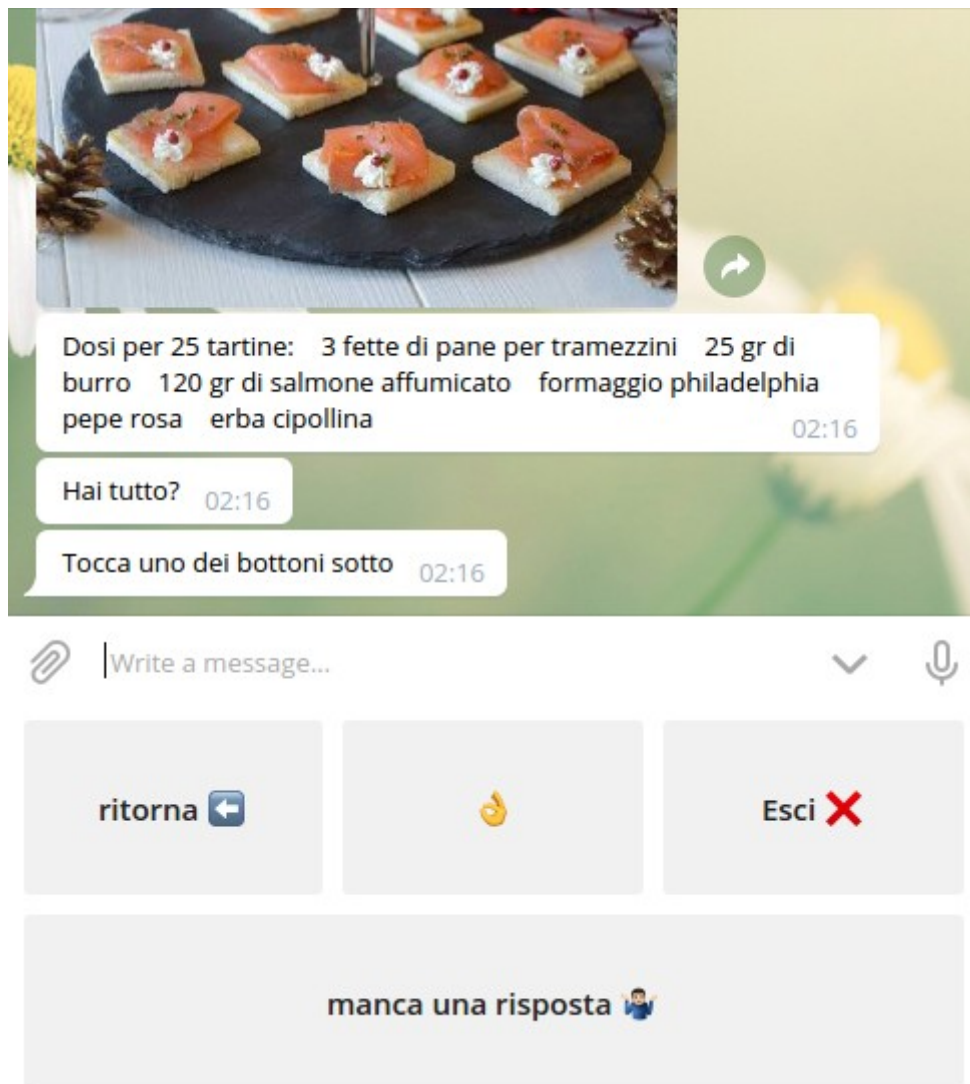 Dosi per 25 tartine:    3 fette di pane per tramezzini    25 gr di
burro    120 gr di salmone affumicato    formaggio philadelphia
pepe rosa    erba cipollina
02:16
Hai tutto? 02:16
Tocca uno dei bottoni sotto 02:16
Write a message...
ritorna ⬅️ 👌 Esci ❌
manca una risposta 🤷🏻‍♂️